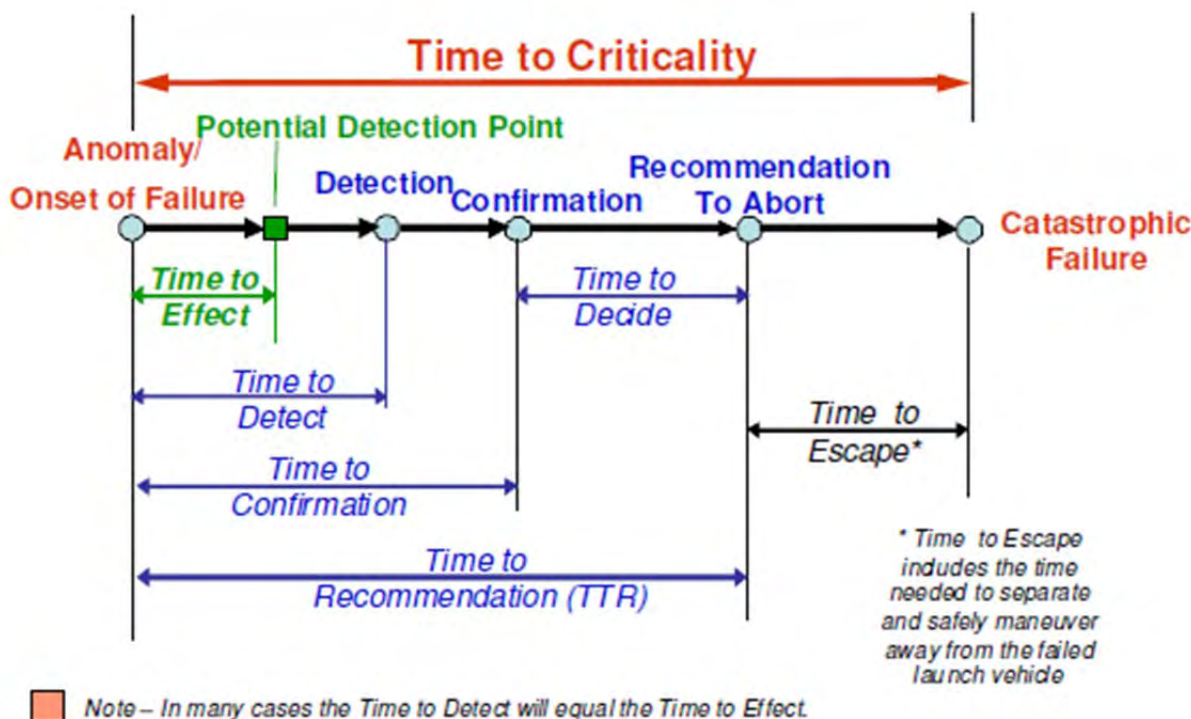 Time to Criticality
Potential Detection Point
Anomaly/
Onset of Failure
Detection
Confirmation
Recommendation
To Abort
Catastrophic
Failure
Time to
Effect
Time to
Decide
Time to
Detect
Time to
Escape*
Time to
Confirmation
Time to
Recommendation (TTR)
* Time to Escape
includes the time
needed to separate
and safely maneuver
away from the failed
launch vehicle
Note – In many cases the Time to Detect will equal the Time to Effect.